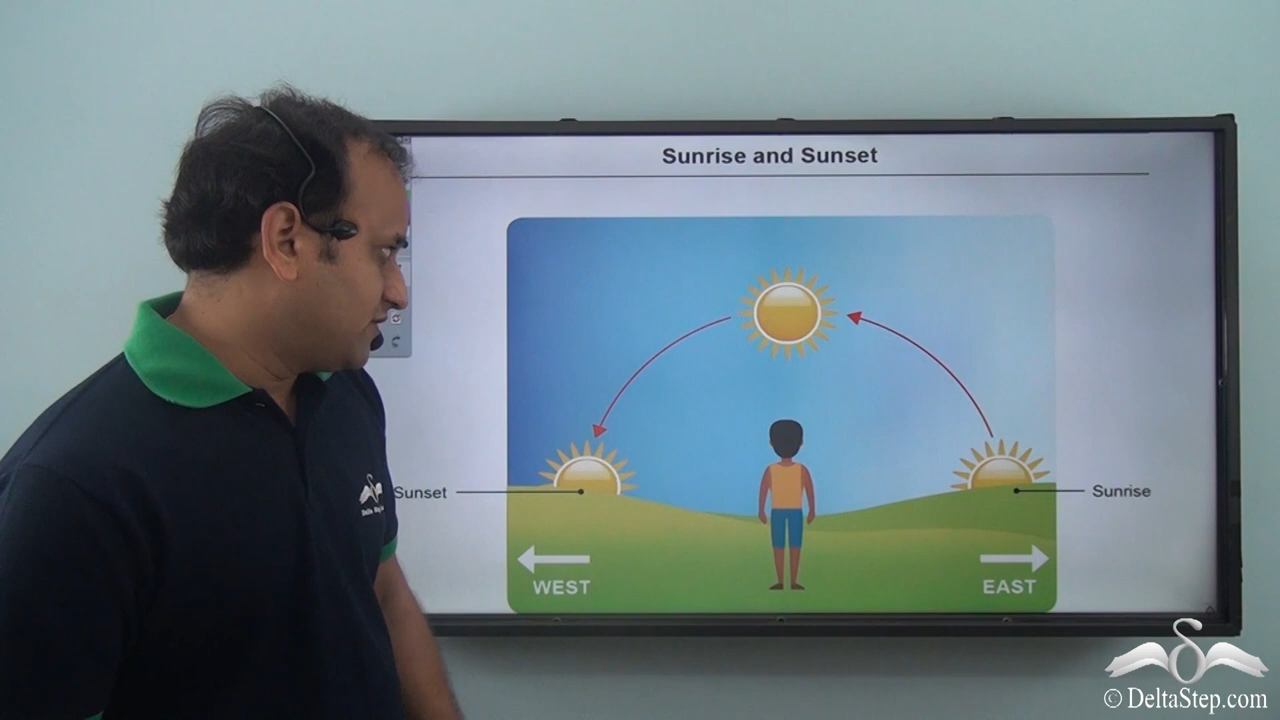 Sunrise and Sunset
Sunset
Sunrise
WEST
EAST
© DeltaStep.com